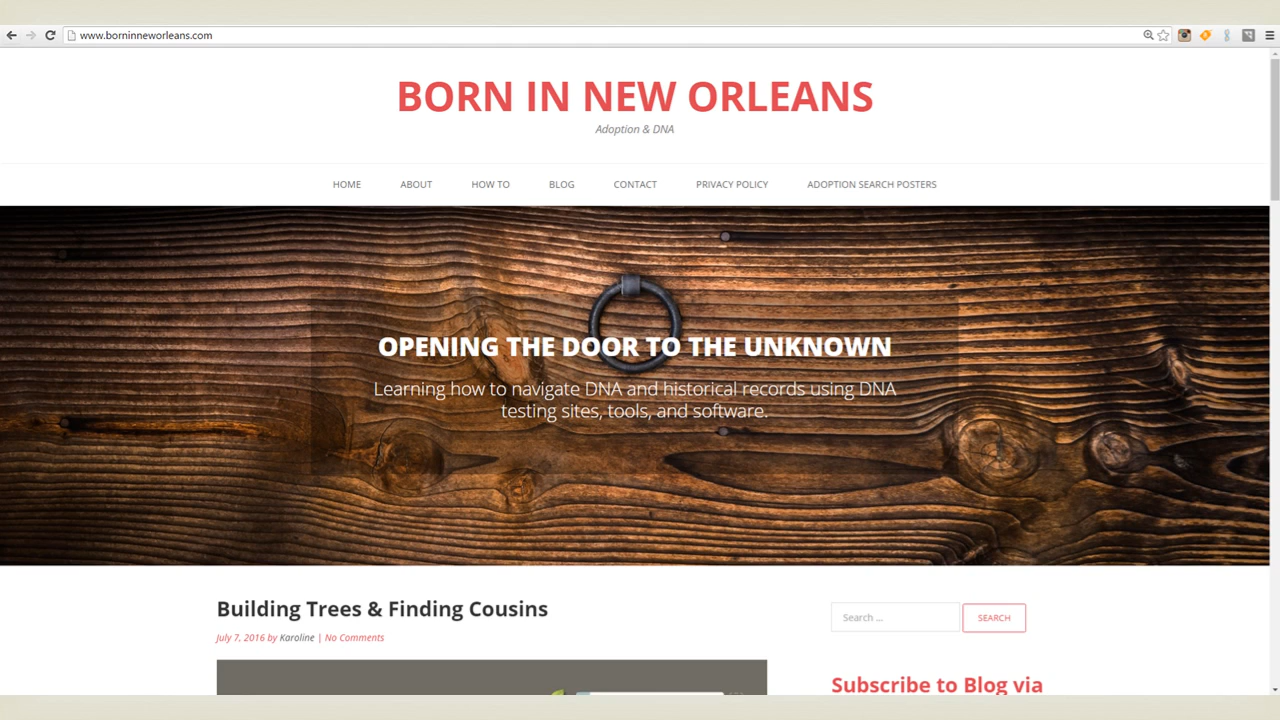 www.borninneworleans.com
BORN IN NEW ORLEANS
Adoption & DNA
HOME ABOUT HOW TO BLOG CONTACT PRIVACY POLICY ADOPTION SEARCH POSTERS
OPENING THE DOOR TO THE UNKNOWN
Learning how to navigate DNA and historical records using DNA
testing sites, tools, and software.
Building Trees & Finding Cousins
July 7, 2016 by Karoline | No Comments
Search ... SEARCH
Subscribe to Blog via